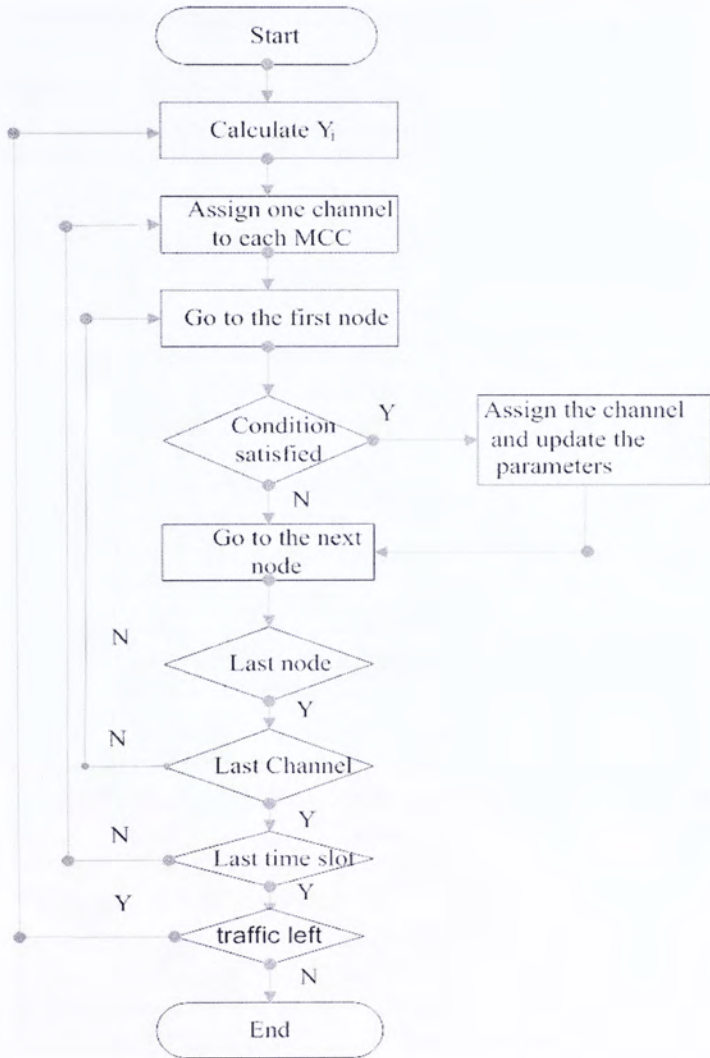 Start
Calculate Yi
Assign one channel
to each MCC
Go to the first node
Condition
satisfied
Y
Assign the channel
and update the
parameters
N
Go to the next
node
N
Last node
Y
N
Last Channel
Y
N
Last time slot
Y
Y
traffic left
N
End